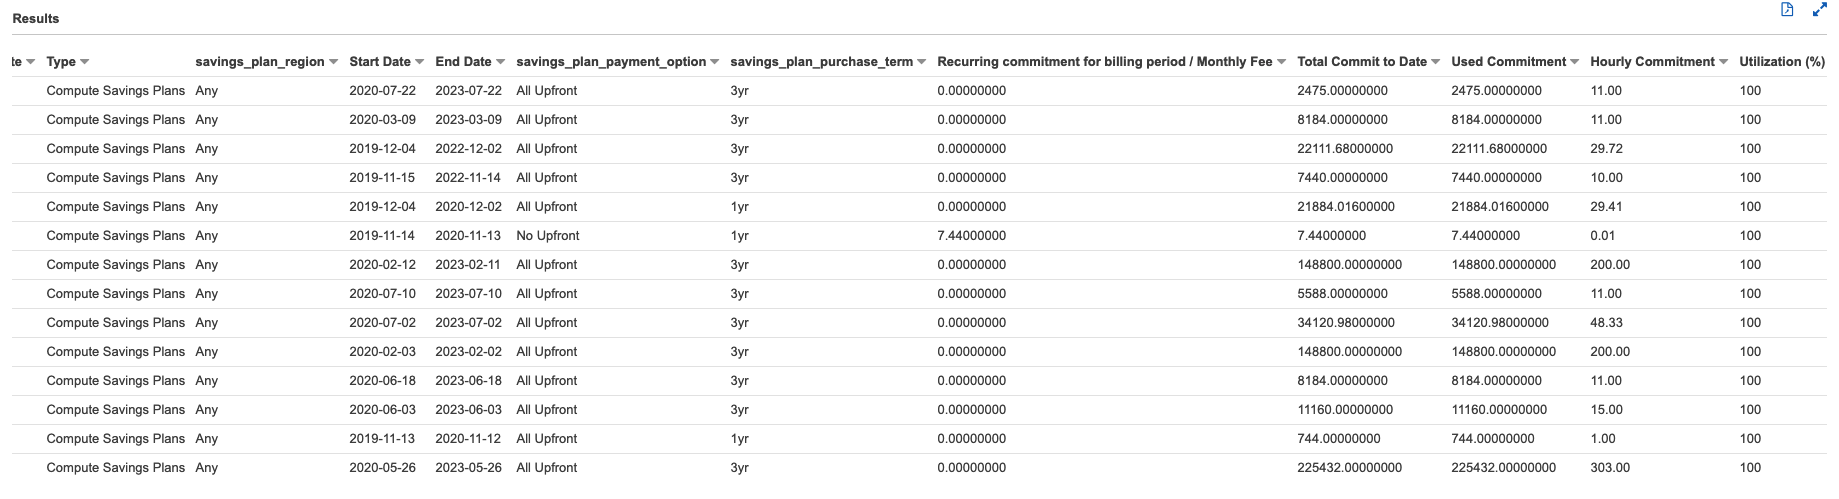 Results
te Type savings_plan_region Start Date End Date savings_plan_payment_option savings_plan_purchase_term Recurring commitment for billing period / Monthly Fee Total Commit to Date Used Commitment Hourly Commitment Utilization (%)
Compute Savings Plans Any 2020-07-22 2023-07-22 All Upfront 3yr 0.00000000 2475.00000000 2475.00000000 11.00 100
Compute Savings Plans Any 2020-03-09 2023-03-09 All Upfront 3yr 0.00000000 8184.00000000 8184.00000000 11.00 100
Compute Savings Plans Any 2019-12-04 2022-12-02 All Upfront 3yr 0.00000000 22111.68000000 22111.68000000 29.72 100
Compute Savings Plans Any 2019-11-15 2022-11-14 All Upfront 3yr 0.00000000 7440.00000000 7440.00000000 10.00 100
Compute Savings Plans Any 2019-12-04 2020-12-02 All Upfront 1yr 0.00000000 21884.01600000 21884.01600000 29.41 100
Compute Savings Plans Any 2019-11-14 2020-11-13 No Upfront 1yr 7.44000000 7.44000000 7.44000000 0.01 100
Compute Savings Plans Any 2020-02-12 2023-02-11 All Upfront 3yr 0.00000000 148800.00000000 148800.00000000 200.00 100
Compute Savings Plans Any 2020-07-10 2023-07-10 All Upfront 3yr 0.00000000 5588.00000000 5588.00000000 11.00 100
Compute Savings Plans Any 2020-07-02 2023-07-02 All Upfront 3yr 0.00000000 34120.98000000 34120.98000000 48.33 100
Compute Savings Plans Any 2020-02-03 2023-02-02 All Upfront 3yr 0.00000000 148800.00000000 148800.00000000 200.00 100
Compute Savings Plans Any 2020-06-18 2023-06-18 All Upfront 3yr 0.00000000 8184.00000000 8184.00000000 11.00 100
Compute Savings Plans Any 2020-06-03 2023-06-03 All Upfront 3yr 0.00000000 11160.00000000 11160.00000000 15.00 100
Compute Savings Plans Any 2019-11-13 2020-11-12 All Upfront 1yr 0.00000000 744.00000000 744.00000000 1.00 100
Compute Savings Plans Any 2020-05-26 2023-05-26 All Upfront 3yr 0.00000000 225432.00000000 225432.00000000 303.00 100